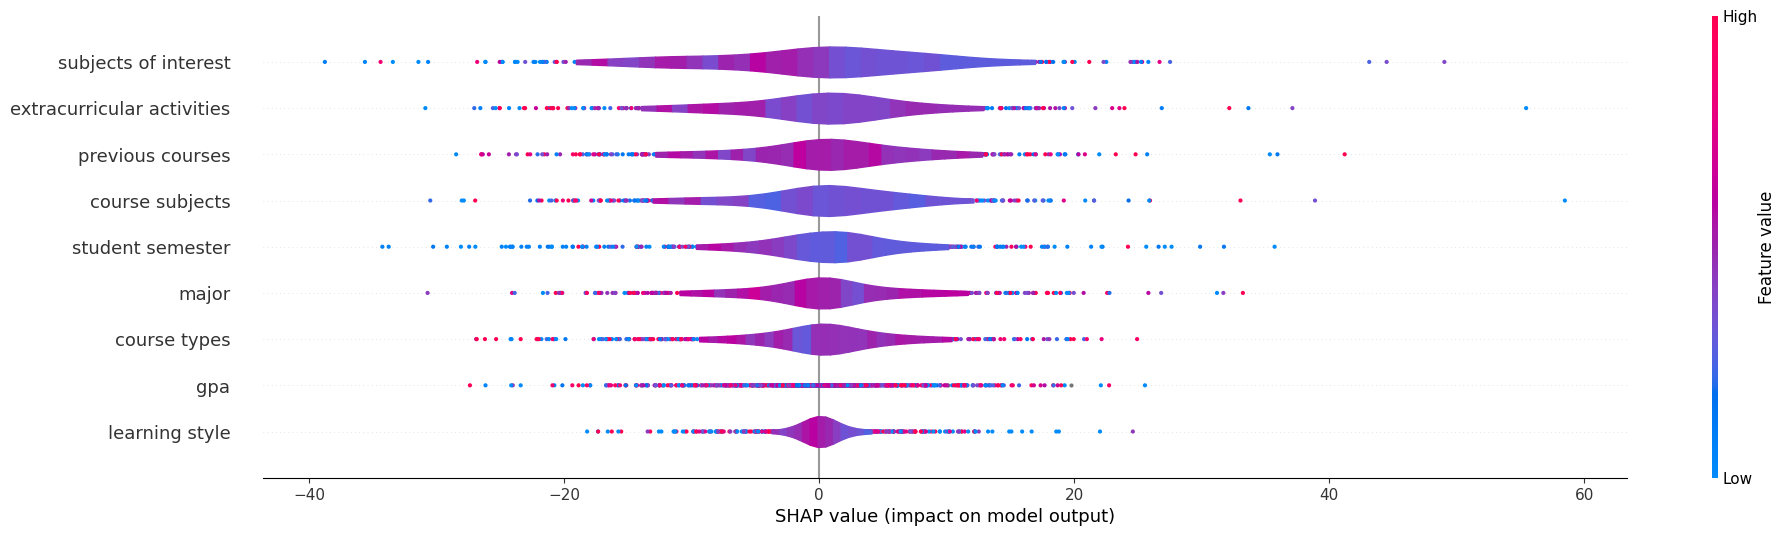 High
subjects of interest
extracurricular activities
previous courses
course subjects
student semester
major
course types
gpa
learning style
Feature value
Low
−40 −20 0 20 40 60
SHAP value (impact on model output)